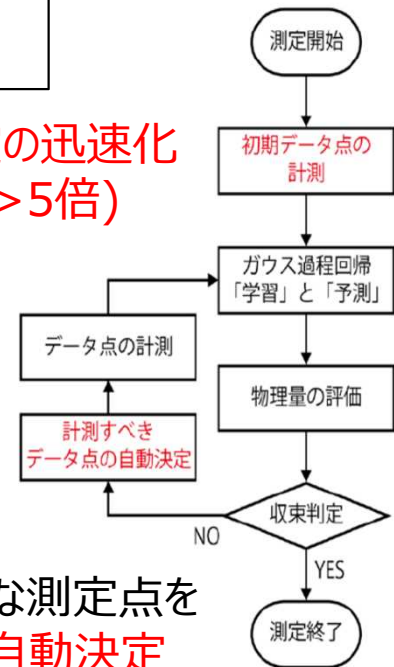 測定開始
の迅速化
>5倍)
初期データ点の
計測
ガウス過程回帰
「学習」と「予測」
データ点の計測
物理量の評価
計測すべき
データ点の自動決定
収束判定
NO
YES
な測定点を
自動決定
測定終了